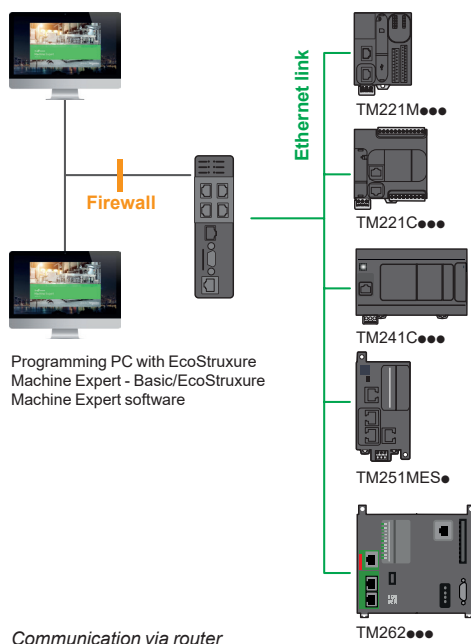 Ethernet link
TM221M●●●
Firewall
TM221C●●●
TM241C●●●
Programming PC with EcoStruxure
Machine Expert - Basic/EcoStruxure
Machine Expert software
TM251MES●
TM262●●●
Communication via router